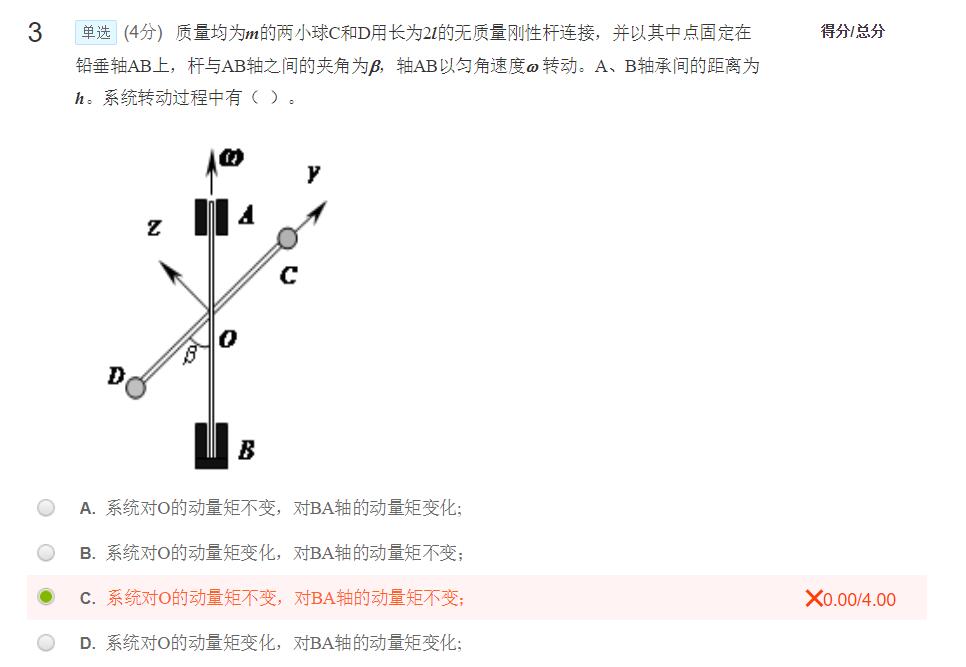 3 单选 (4分) 质量均为m的两小球C和D用长为2l的无质量刚性杆连接，并以其中点固定在 得分/总分
铅垂轴AB上，杆与AB轴之间的夹角为β，轴AB以匀角速度ω 转动。A、B轴承间的距离为
h。系统转动过程中有（ ）。
ω
y
A
z
C
O
β
D
B
A. 系统对O的动量矩不变，对BA轴的动量矩变化;
B. 系统对O的动量矩变化，对BA轴的动量矩不变；
C. 系统对O的动量矩不变，对BA轴的动量矩不变; ×0.00/4.00
D. 系统对O的动量矩变化，对BA轴的动量矩变化;